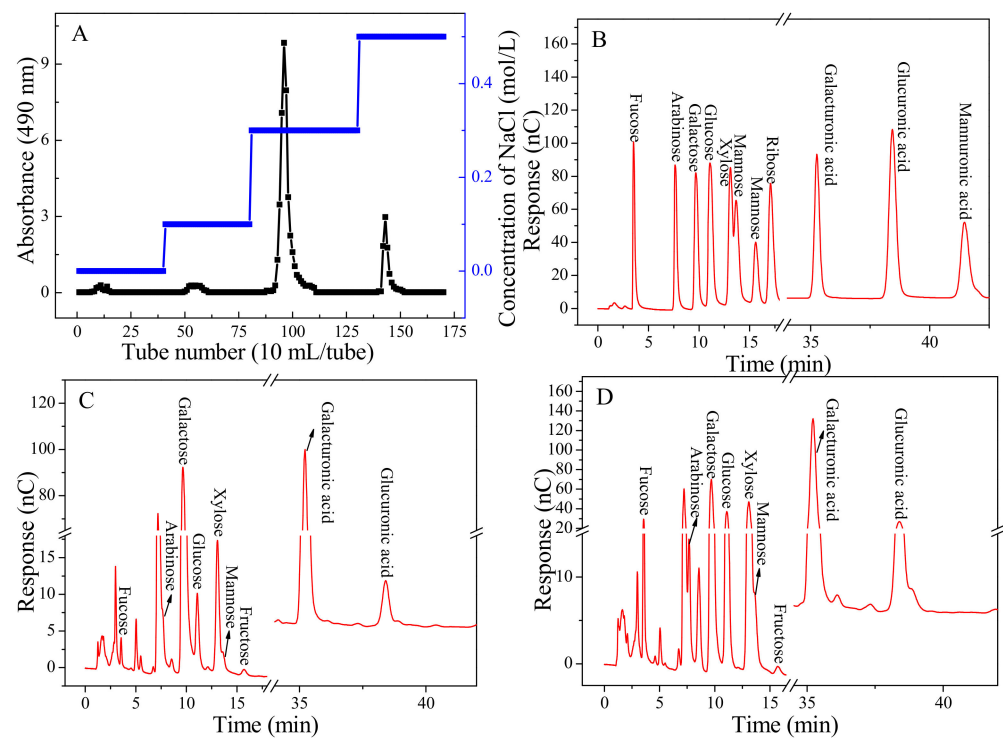 A
Absorbance (490 nm)
9
6
3
0
0.4
0.2
0.0
Concentration of NaCl (mol/L)
0 25 50 75 100 125 150 175
Tube number (10 mL/tube)
B
Response (nC)
160
140
120
100
80
60
40
20
0
Fucose
Arabinose
Galactose
Glucose
Xylose
Mannose
Mannose
Ribose
Galacturonic acid
Glucuronic acid
Mannuronic acid
0 5 10 15 35 40
Time (min)
C
Response (nC)
120
100
80
15
10
5
0
Fucose
Arabinose
Galactose
Glucose
Xylose
Mannose
Fructose
Galacturonic acid
Glucuronic acid
0 5 10 15 35 40
Time (min)
D
Response (nC)
160
140
120
100
80
60
40
20
10
0
Fucose
Arabinose
Galactose
Glucose
Xylose
Mannose
Fructose
Galacturonic acid
Glucuronic acid
0 5 10 15 35 40
Time (min)